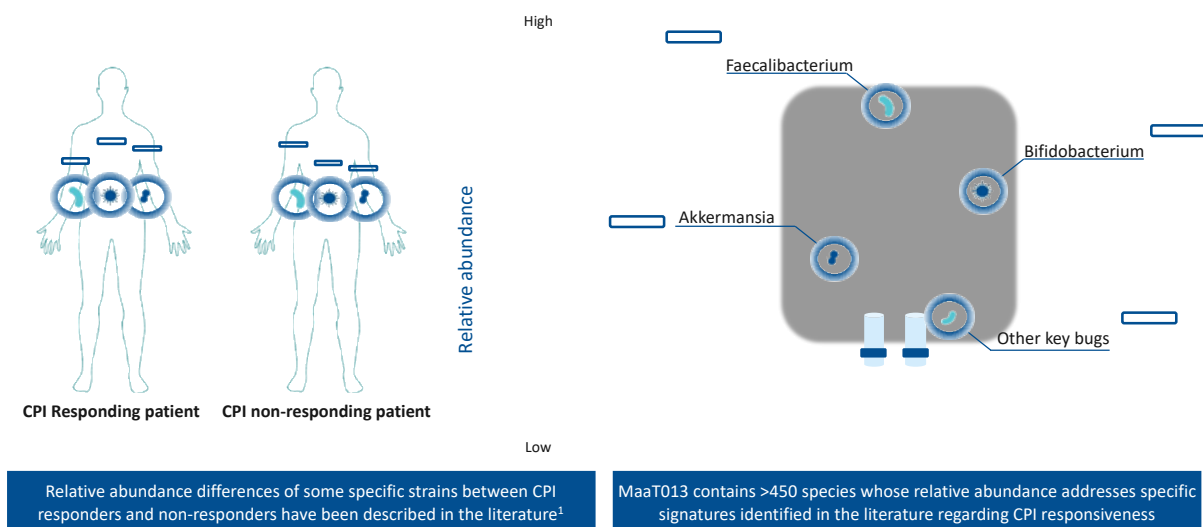 High
Relative abundance
Low
CPI Responding patient
CPI non-responding patient
Relative abundance differences of some specific strains between CPI
responders and non-responders have been described in the literature1
Faecalibacterium
Bifidobacterium
Akkermansia
Other key bugs
MaaT013 contains >450 species whose relative abundance addresses specific
signatures identified in the literature regarding CPI responsiveness